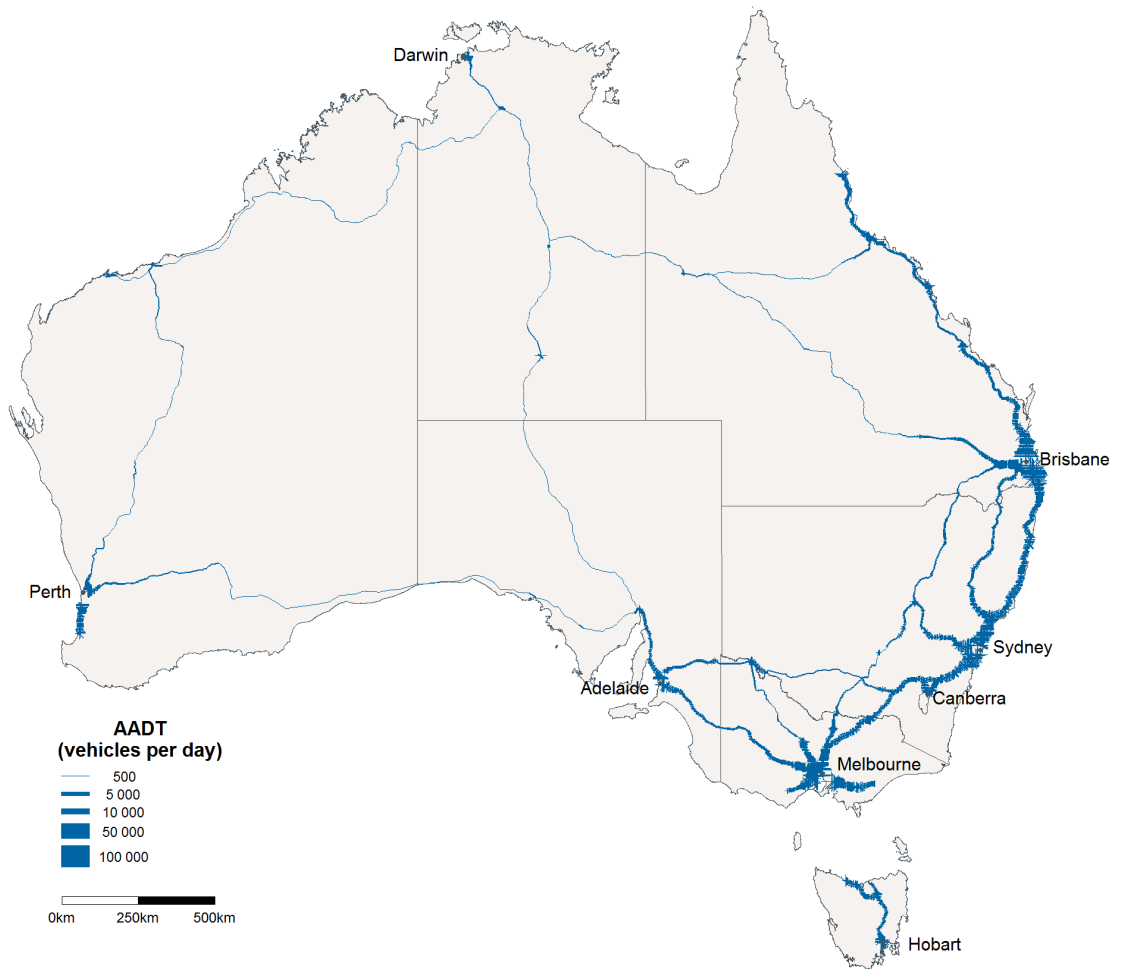 Darwin
Brisbane
Perth
Sydney
Adelaide
Canberra
Melbourne
AADT
(vehicles per day)
500
5 000
10 000
50 000
100 000
0km 250km 500km
Hobart